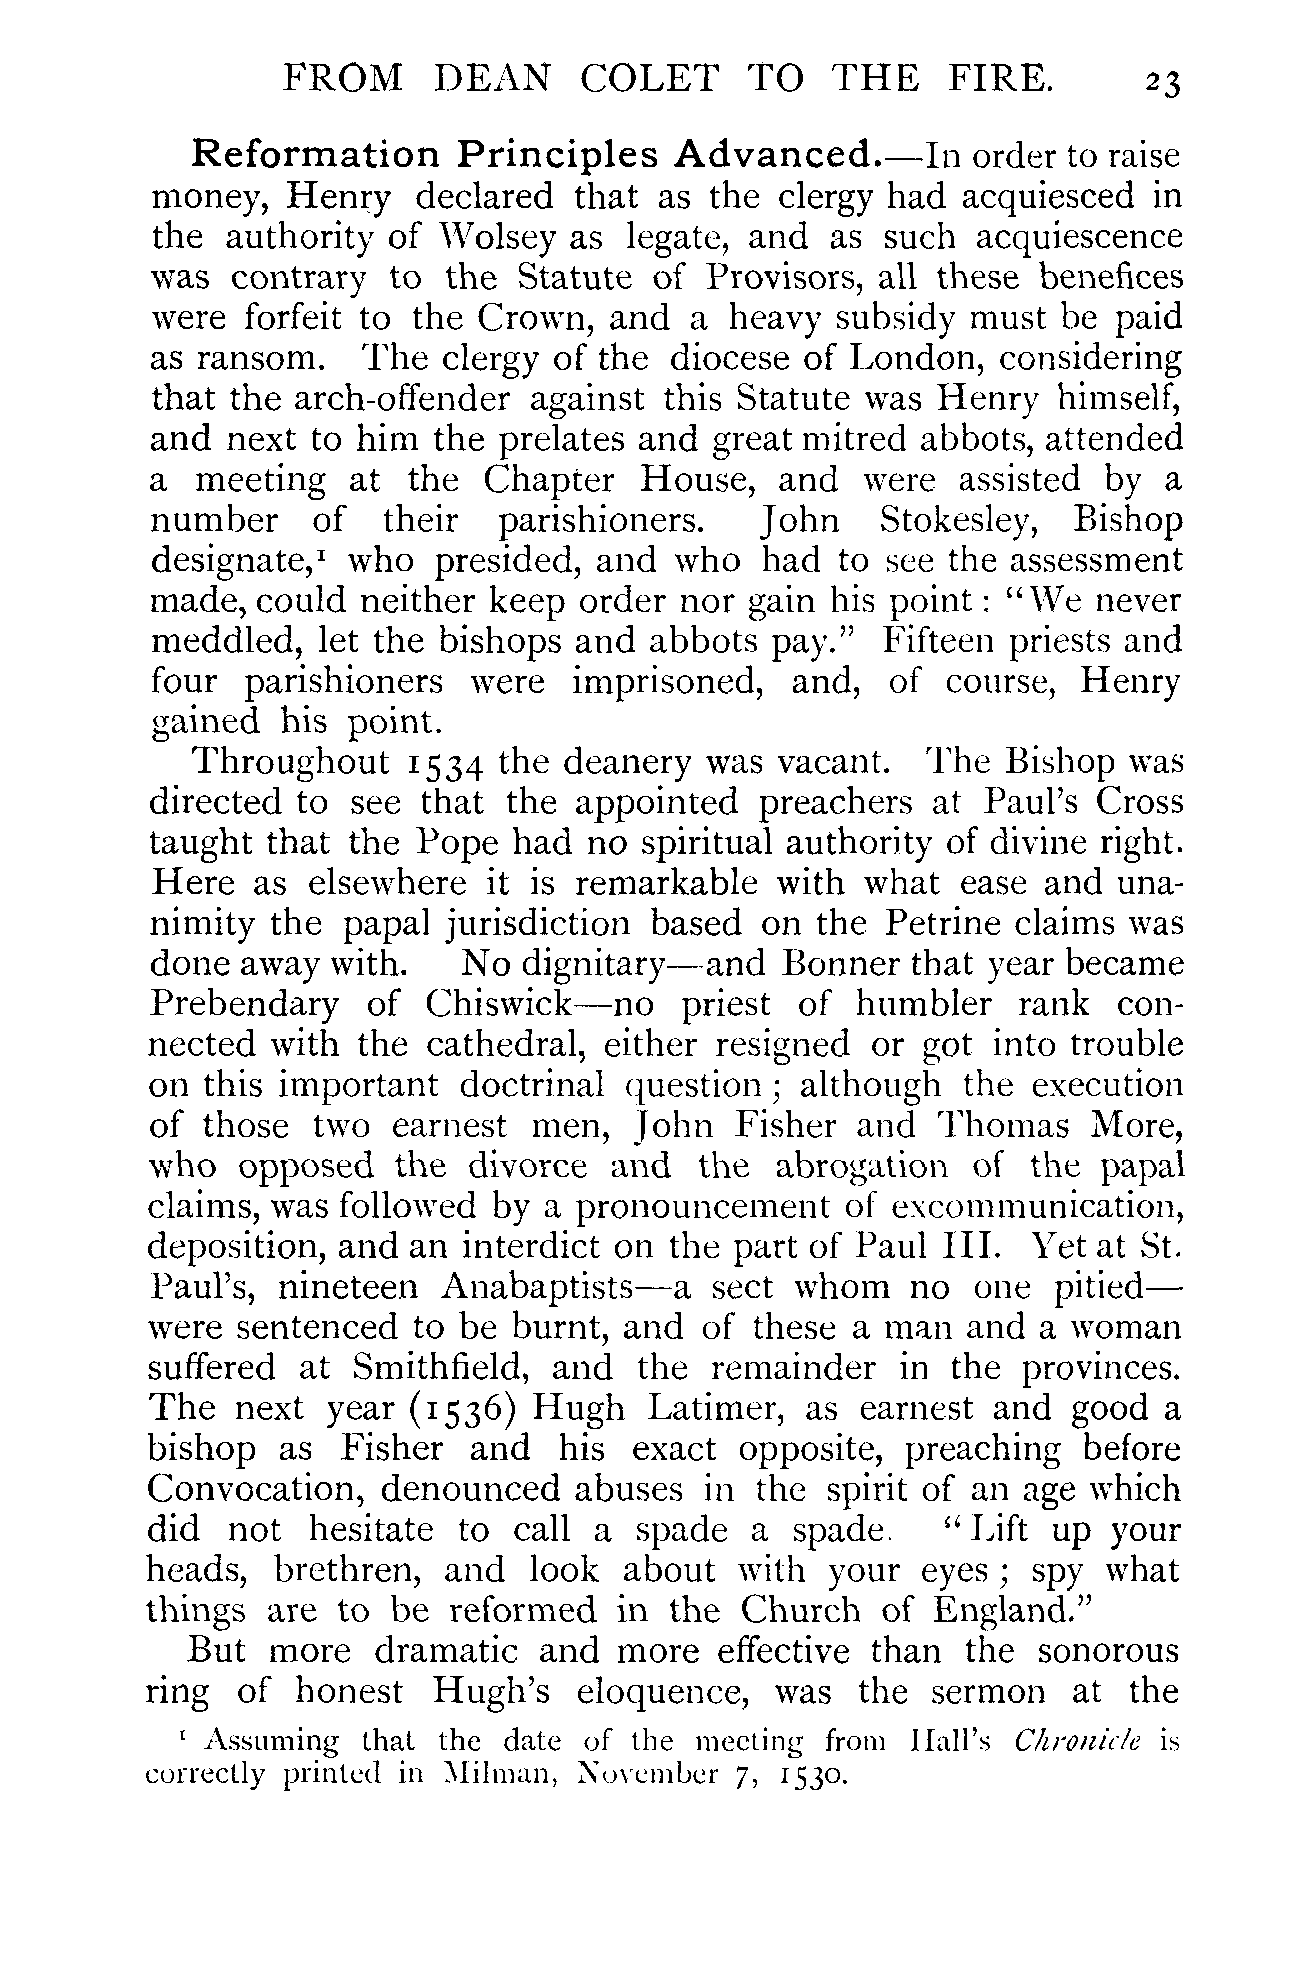 FROM DEAN COLET TO THE FIRE. 23
Reformation Principles Advanced.—In order to raise
money, Henry declared that as the clergy had acquiesced in
the authority of Wolsey as legate, and as such acquiescence
was contrary to the Statute of Provisors, all these benefices
were forfeit to the Crown, and a heavy subsidy must be paid
as ransom. The clergy of the diocese of London, considering
that the arch-offender against this Statute was Henry himself,
and next to him the prelates and great mitred abbots, attended
a meeting at the Chapter House, and were assisted by a
number of their parishioners. John Stokesley, Bishop
designate,¹ who presided, and who had to see the assessment
made, could neither keep order nor gain his point : “We never
meddled, let the bishops and abbots pay.” Fifteen priests and
four parishioners were imprisoned, and, of course, Henry
gained his point.
Throughout 1534 the deanery was vacant. The Bishop was
directed to see that the appointed preachers at Paul’s Cross
taught that the Pope had no spiritual authority of divine right.
Here as elsewhere it is remarkable with what ease and una-
nimity the papal jurisdiction based on the Petrine claims was
done away with. No dignitary—and Bonner that year became
Prebendary of Chiswick—no priest of humbler rank con-
nected with the cathedral, either resigned or got into trouble
on this important doctrinal question ; although the execution
of those two earnest men, John Fisher and Thomas More,
who opposed the divorce and the abrogation of the papal
claims, was followed by a pronouncement of excommunication,
deposition, and an interdict on the part of Paul III. Yet at St.
Paul’s, nineteen Anabaptists—a sect whom no one pitied—
were sentenced to be burnt, and of these a man and a woman
suffered at Smithfield, and the remainder in the provinces.
The next year (1536) Hugh Latimer, as earnest and good a
bishop as Fisher and his exact opposite, preaching before
Convocation, denounced abuses in the spirit of an age which
did not hesitate to call a spade a spade. “ Lift up your
heads, brethren, and look about with your eyes ; spy what
things are to be reformed in the Church of England.”
But more dramatic and more effective than the sonorous
ring of honest Hugh’s eloquence, was the sermon at the
¹ Assuming that the date of the meeting from Hall’s Chronicle is
correctly printed in Milman, November 7, 1530.